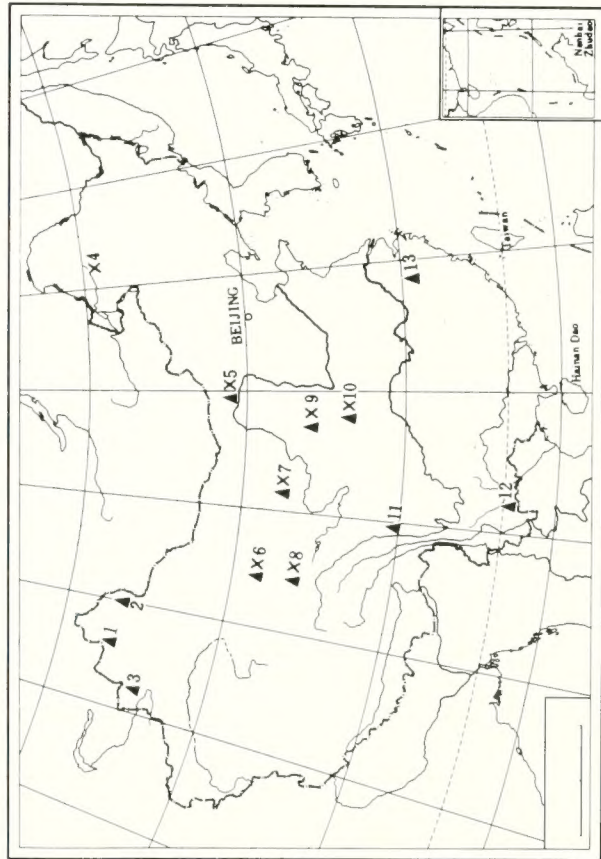 X4
BEIJING
X5
X9
X10
X7
X6
X8
1
2
3
11
12
13
Taiwan
Hainan Dao
Nanhai
Zhudao